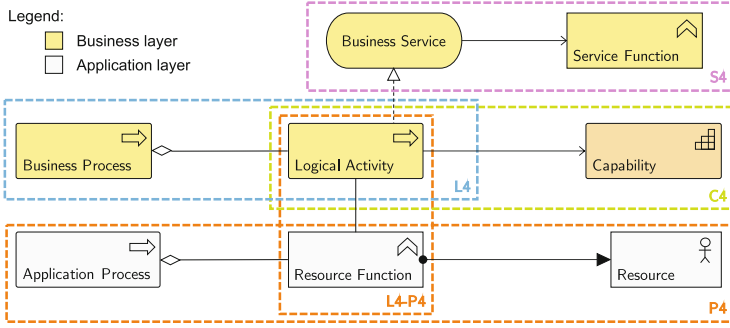 Legend:
Business layer
Application layer
Business Service
Service Function
S4
Business Process
Logical Activity
Capability
L4
C4
Application Process
Resource Function
Resource
L4-P4
P4